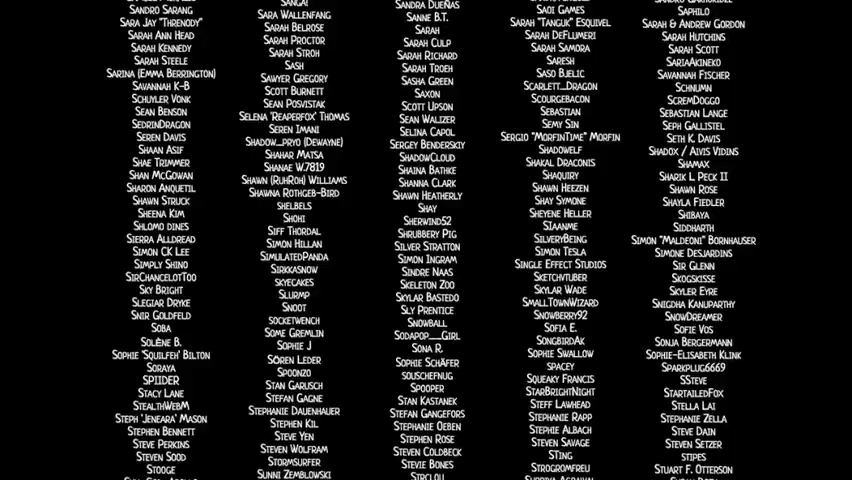 Sandro Sarang
Sara Jay "Threnody"
Sarah Ann Head
Sarah Kennedy
Sarah Steele
Sarina (Emma Berrington)
Savannah K-B
Schuyler Vonk
Sean Benson
SedrinDragon
Seren Davis
Shaan Asif
Shae Trimmer
Shan McGowan
Sharon Anquetil
Shawn Struck
Sheena Kim
Shlomo dines
Sierra Alldread
Simon CK Lee
Simply Shino
SirChancelotToo
Sky Bright
Slegiar Dryke
Snir Goldfeld
Soba
Solène B.
Sophie 'Squilfeh' Bilton
Soraya
SPIIDER
Stacy Lane
StealthWebM
Steph 'Jeneara' Mason
Stephen Bennett
Steve Perkins
Steven Sood
Stooge
Sanga!
Sara Wallenfang
Sarah Belrose
Sarah Proctor
Sarah Stroh
Sash
Sawyer Gregory
Scott Burnett
Sean Posvistak
Selena 'Reaperfox' Thomas
Seren Imani
Shadow_pryo (Dewayne)
Shahar Matsa
Shanae W.7819
Shawn (RuhRoh) Williams
Shawna Rothgeb-Bird
shelbels
Shohi
Siff Thordal
Simon Hillan
SimulatedPanda
Sirkkasnow
skyecakes
Slurmp
Snoot
socketwench
Some Gremlin
Sophie J
Sören Leder
Spoonzo
Stan Garusch
Stefan Gagne
Stephanie Dauenhauer
Stephen Kil
Steve Yen
Steven Wolfram
Stormsurfer
Sunni Zemblowski
Sandra Dueñas
Sanne B.T.
Sarah
Sarah Culp
Sarah Richard
Sarah Troeh
Sasha Green
Saxon
Scott Upson
Sean Walizer
Selina Capol
Sergey Benderskiy
ShadowCloud
Shaina Bathke
Shanna Clark
Shawn Heatherly
Shay
Sherwind52
Shrubbery Pig
Silver Stratton
Simon Ingram
Sindre Naas
Skeleton Zoo
Skylar Bastedo
Sly Prentice
Snowball
Sodapop__Girl
Sona R.
Sophie Schäfer
souschefnug
Spooper
Stan Kastanek
Stefan Gangefors
Stephanie Oeben
Stephen Rose
Steven Coldbeck
Stevie Bones
Saoi Games
Sarah "Tanguk" Esquivel
Sarah DeFlumeri
Sarah Samora
Saresh
Saso Bjelic
Scarlett_Dragon
Scourgebacon
Sebastian
Semy Sin
Sergio "MorfinTime" Morfin
Shadowelf
Shakal Draconis
Shaquiry
Shawn Heezen
Shay Symone
Sheyene Heller
SIaanme
SilveryBeing
Simon Tesla
Single Effect Studios
Sketchvtuber
Skylar Wade
SmallTownWizard
Snowberry92
Sofia E.
SongbirdAk
Sophie Swallow
spacey
Squeaky Francis
StarBrightNight
Steff Lawhead
Stephanie Rapp
Stephie Albach
Steven Savage
STing
Strogromfreu
Saphilo
Sarah & Andrew Gordon
Sarah Hutchins
Sarah Scott
SariaAkineko
Savannah Fischer
Schnumn
ScremDoggo
Sebastian Lange
Seph Gallistel
Seth K. Davis
Shadox / Aivis Vidins
Shamax
Sharik L Peck II
Shawn Rose
Shayla Fiedler
Shibaya
Siddharth
Simon "Maldeoni" Bornhauser
Simone Desjardins
Sir Glenn
Skogskisse
Skyler Eyre
Snigdha Kanuparthy
SnowDreamer
Sofie Vos
Sonja Bergermann
Sophie-Elisabeth Klink
Sparkplug6669
SSteve
StartailedFox
Stella Lai
Stephanie Zella
Steve Dain
Steven Setzer
stipes
Stuart F. Otterson